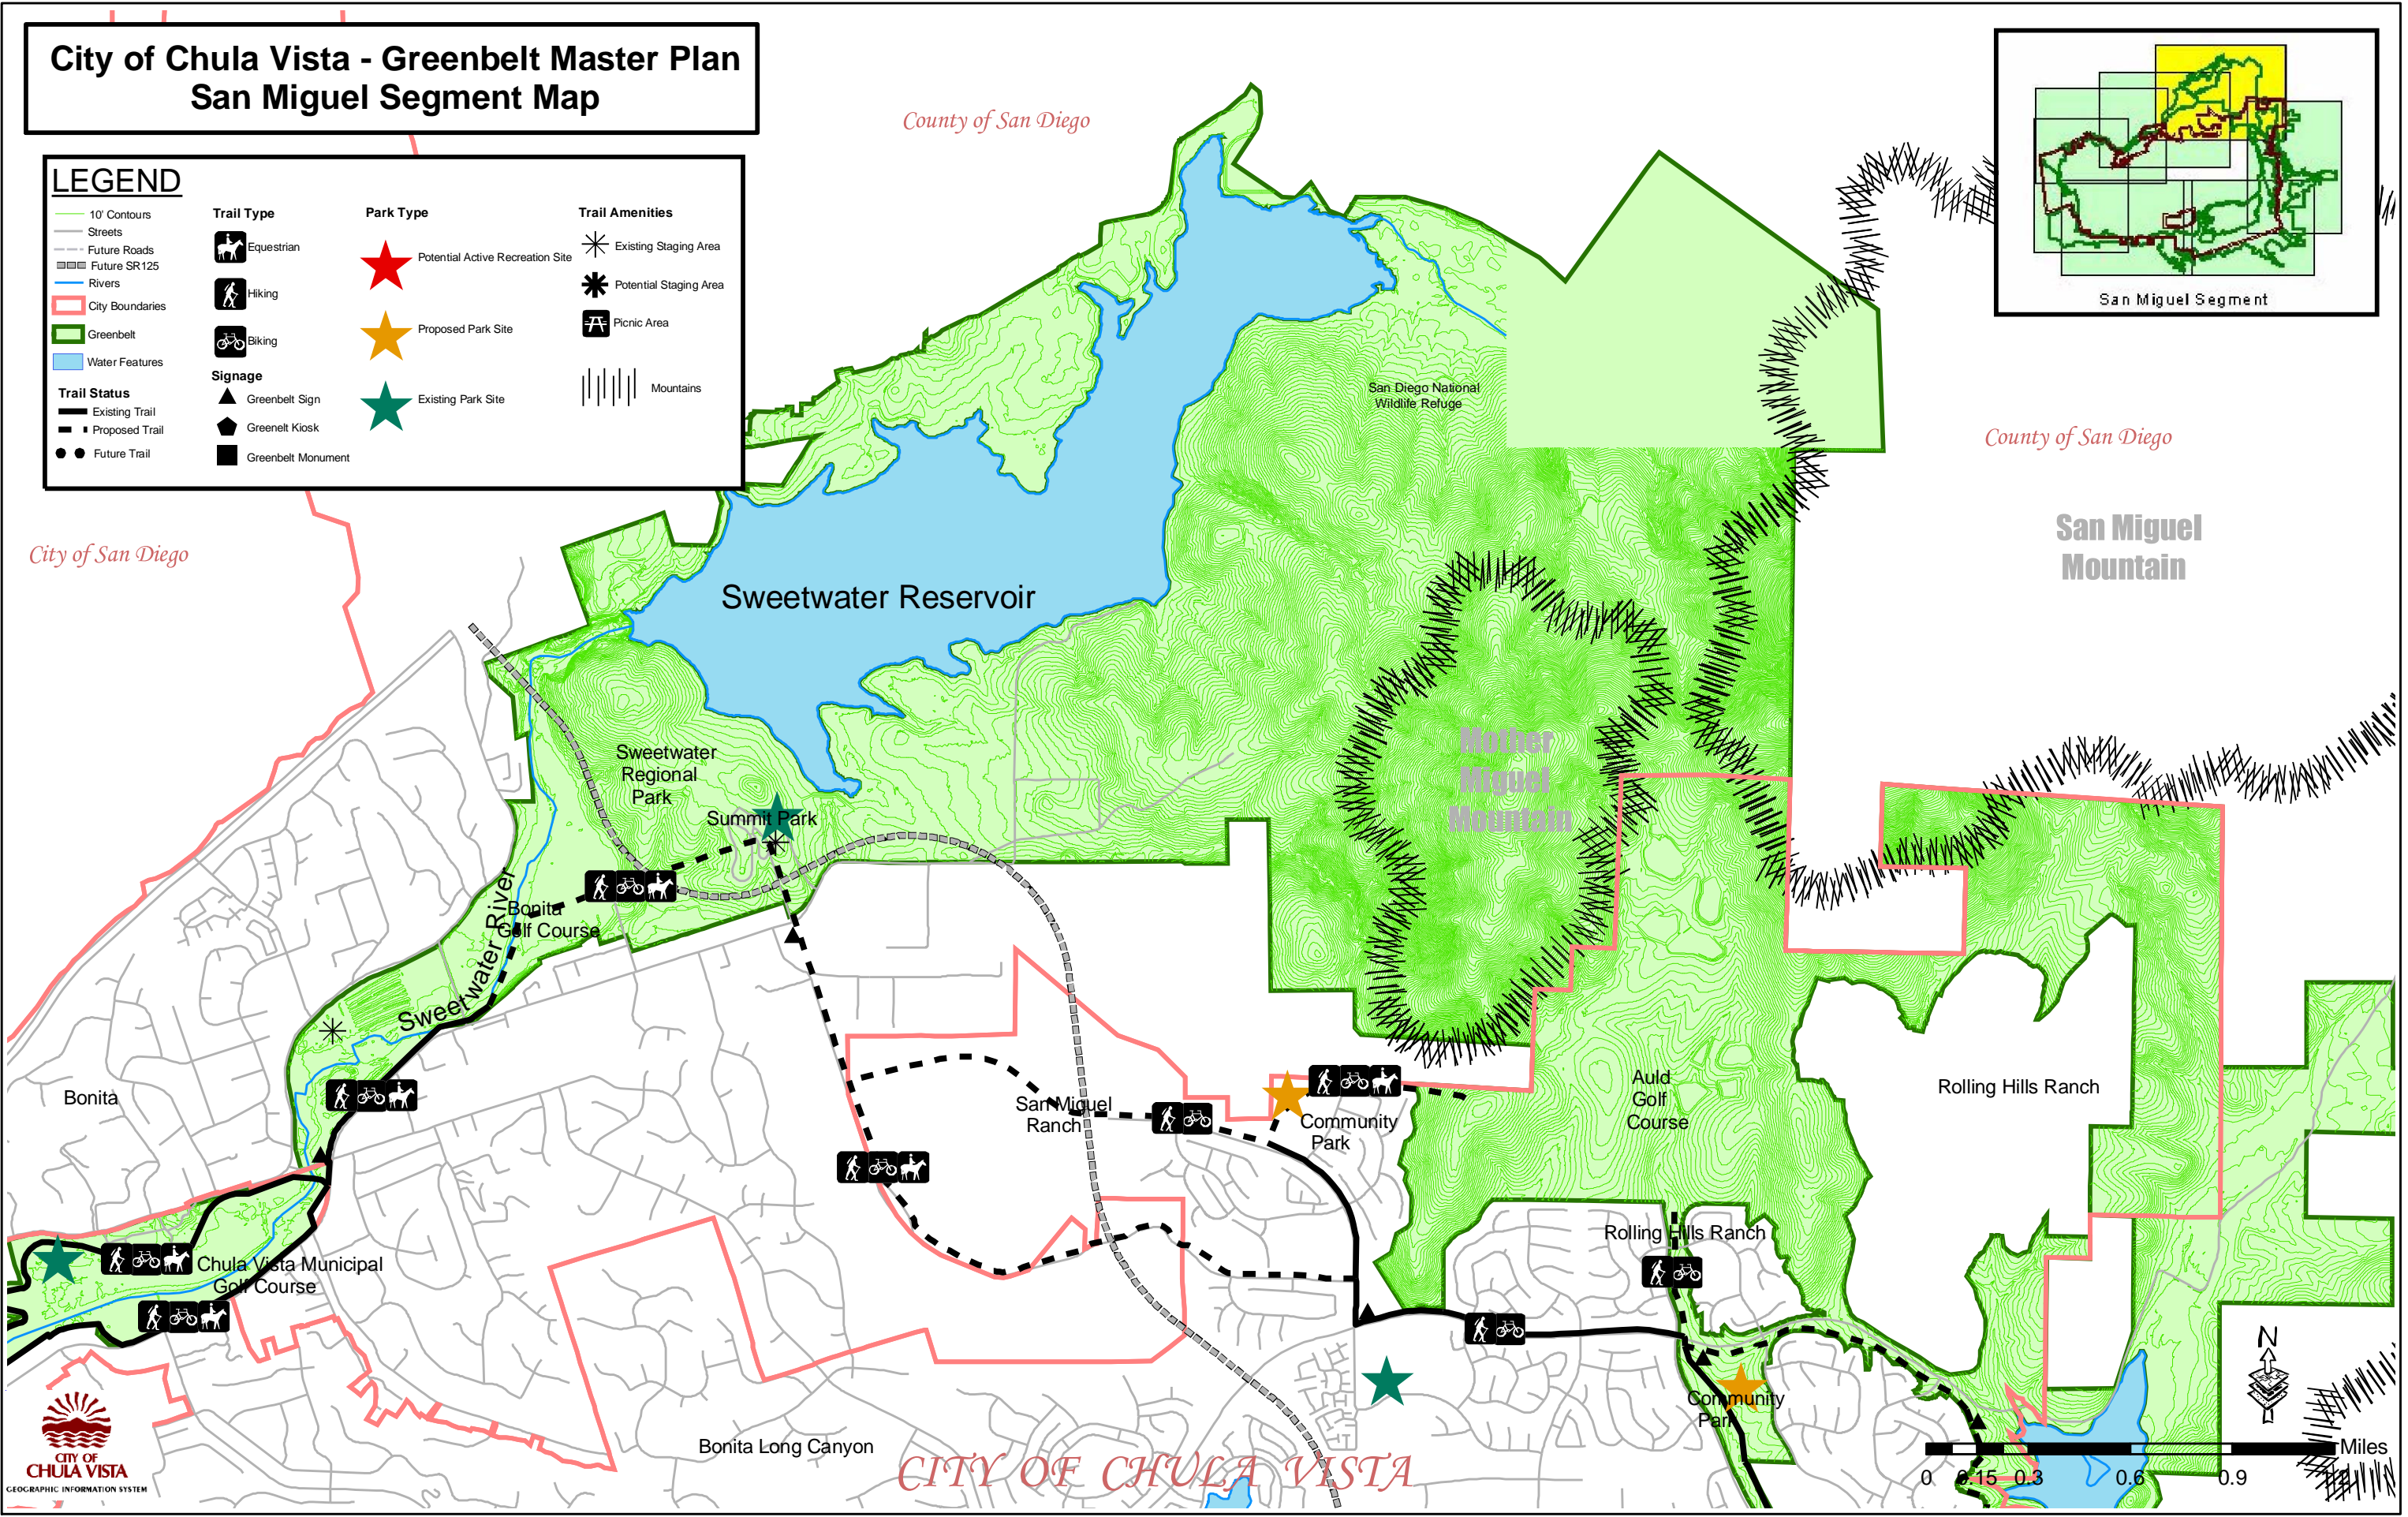 City of Chula Vista - Greenbelt Master Plan
San Miguel Segment Map
LEGEND
10' Contours
Streets
Future Roads
Future SR125
Rivers
City Boundaries
Greenbelt
Water Features
Trail Status
Existing Trail
Proposed Trail
Future Trail
Trail Type
Equestrian
Hiking
Biking
Signage
Greenbelt Sign
Greenelt Kiosk
Greenbelt Monument
Park Type
Potential Active Recreation Site
Proposed Park Site
Existing Park Site
Trail Amenities
Existing Staging Area
Potential Staging Area
Picnic Area
Mountains
San Miguel Segment
County of San Diego
San Diego National
Wildlife Refuge
County of San Diego
San Miguel
Mountain
City of San Diego
Sweetwater Reservoir
Mother
Miguel
Mountain
Sweetwater
Regional
Park
Summit Park
Bonita
Golf Course
Sweetwater River
Bonita
San Miguel
Ranch
Community
Park
Auld
Golf
Course
Rolling Hills Ranch
Rolling Hills Ranch
Chula Vista Municipal
Golf Course
Community
Park
Bonita Long Canyon
CITY OF CHULA VISTA
CITY OF
CHULA VISTA
GEOGRAPHIC INFORMATION SYSTEM
N
Miles
0 0.15 0.3 0.6 0.9 1.2